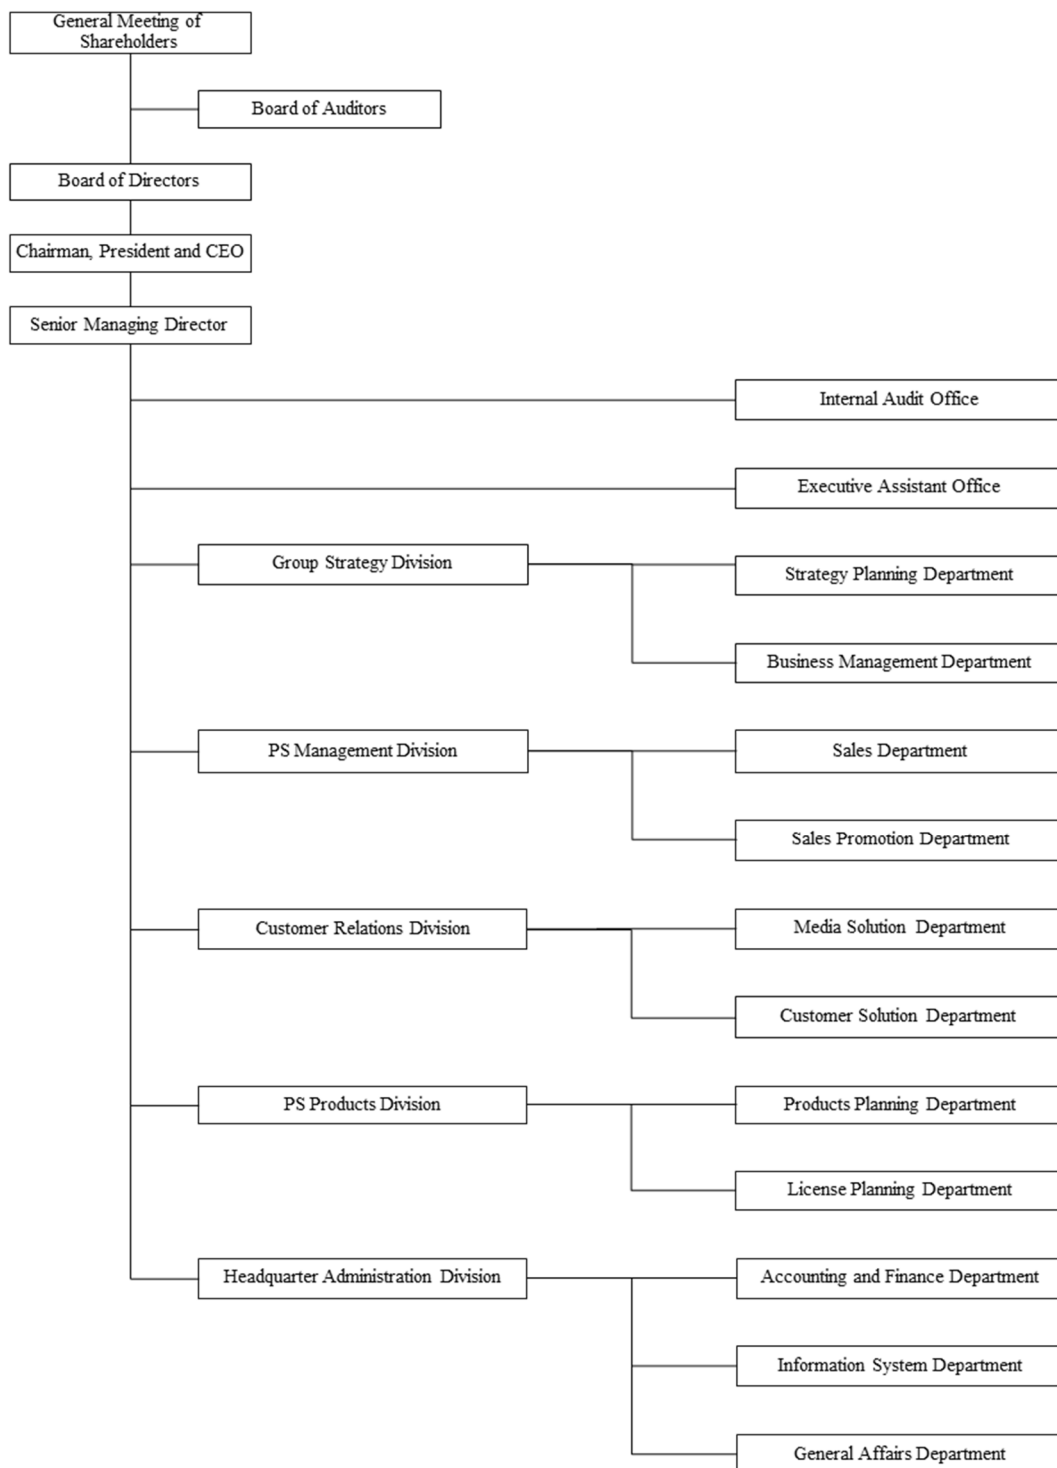 General Meeting of
Shareholders
Board of Auditors
Board of Directors
Chairman, President and CEO
Senior Managing Director
Internal Audit Office
Executive Assistant Office
Group Strategy Division
Strategy Planning Department
Business Management Department
PS Management Division
Sales Department
Sales Promotion Department
Customer Relations Division
Media Solution Department
Customer Solution Department
PS Products Division
Products Planning Department
License Planning Department
Headquarter Administration Division
Accounting and Finance Department
Information System Department
General Affairs Department